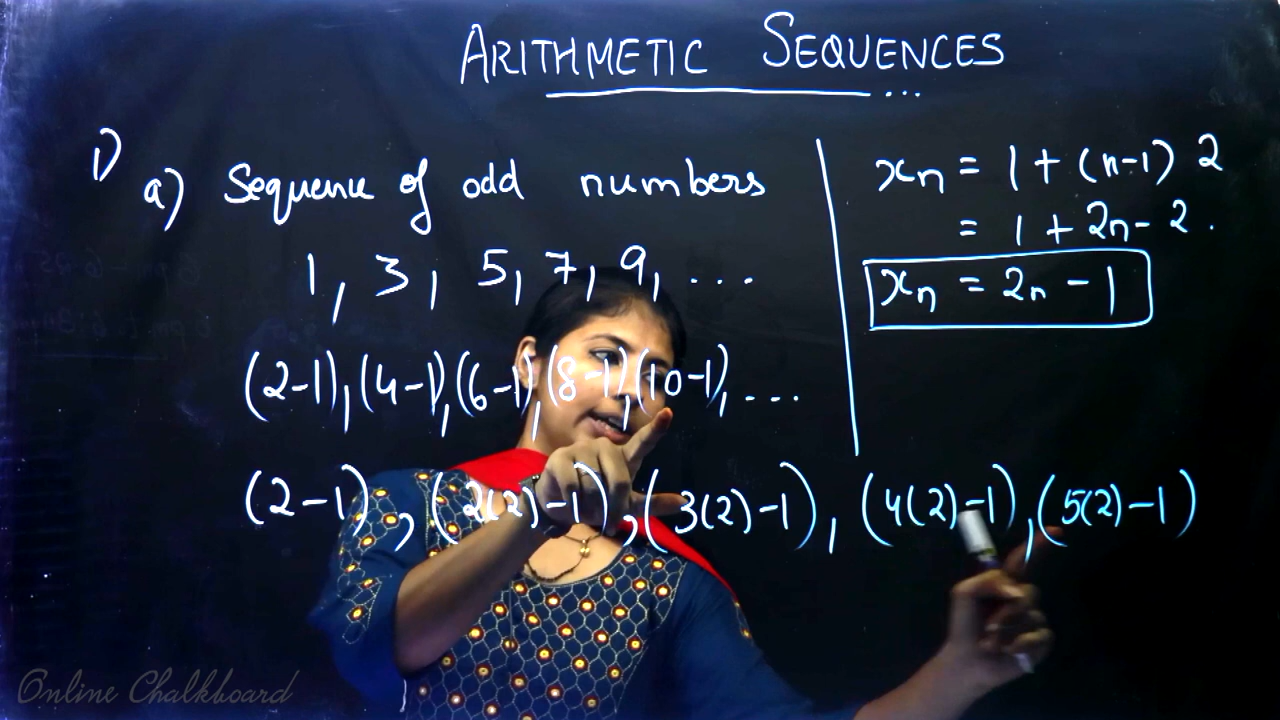 ARITHMETIC SEQUENCES ...
1) a) Sequence of odd numbers
1, 3, 5, 7, 9, ...
(2-1), (4-1), (6-1), (8-1), (10-1), ...
(2-1), (2(2)-1), (3(2)-1), (4(2)-1), (5(2)-1)
xn = 1 + (n-1) 2
= 1 + 2n - 2.
xn = 2n - 1
Online Chalkboard